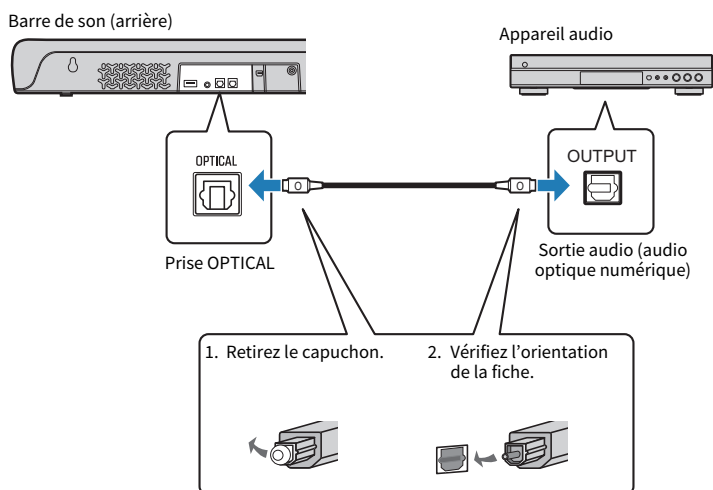 Barre de son (arrière)
Appareil audio
OPTICAL
OUTPUT
Prise OPTICAL
Sortie audio (audio
optique numérique)
1. Retirez le capuchon.
2. Vérifiez l’orientation
de la fiche.